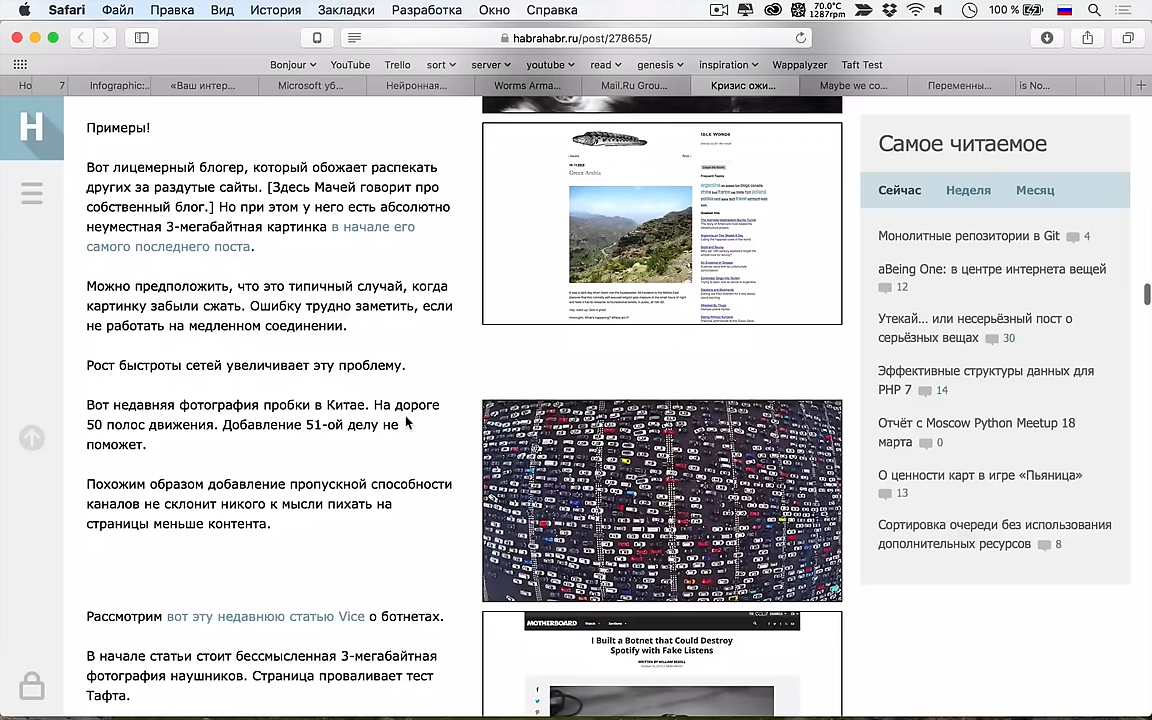 Safari Файл Правка Вид История Закладки Разработка Окно Справка 70.0°C 1287rpm 100 %
habrahabr.ru/post/278655/
Bonjour YouTube Trello sort server youtube read genesis inspiration Wappalyzer Taft Test
Но 7 Infographic:... «Ваш интер... Microsoft уб... Нейронная... Worms Arma... Mail.Ru Grou... Кризис ожи... Maybe we co... Переменны... is No...
H
Примеры!
Вот лицемерный блогер, который обожает распекать
других за раздутые сайты. [Здесь Мачей говорит про
собственный блог.] Но при этом у него есть абсолютно
неуместная 3-мегабайтная картинка в начале его
самого последнего поста.
Можно предположить, что это типичный случай, когда
картинку забыли сжать. Ошибку трудно заметить, если
не работать на медленном соединении.
Рост быстроты сетей увеличивает эту проблему.
Вот недавняя фотография пробки в Китае. На дороге
50 полос движения. Добавление 51-ой делу не
поможет.
Похожим образом добавление пропускной способности
каналов не склонит никого к мысли пихать на
страницы меньше контента.
Рассмотрим вот эту недавнюю статью Vice о ботнетах.
В начале статьи стоит бессмысленная 3-мегабайтная
фотография наушников. Страница проваливает тест
Тафта.
IDLE WORDS
Green Arabia
MOTHERBOARD
I Built a Botnet that Could Destroy
Spotify with Fake Listens
Самое читаемое
Сейчас Неделя Месяц
Монолитные репозитории в Git 4
aBeing One: в центре интернета вещей
12
Утекай... или несерьёзный пост о
серьёзных вещах 30
Эффективные структуры данных для
PHP 7 14
Отчёт с Moscow Python Meetup 18
марта 0
О ценности карт в игре «Пьяница»
13
Сортировка очереди без использования
дополнительных ресурсов 8